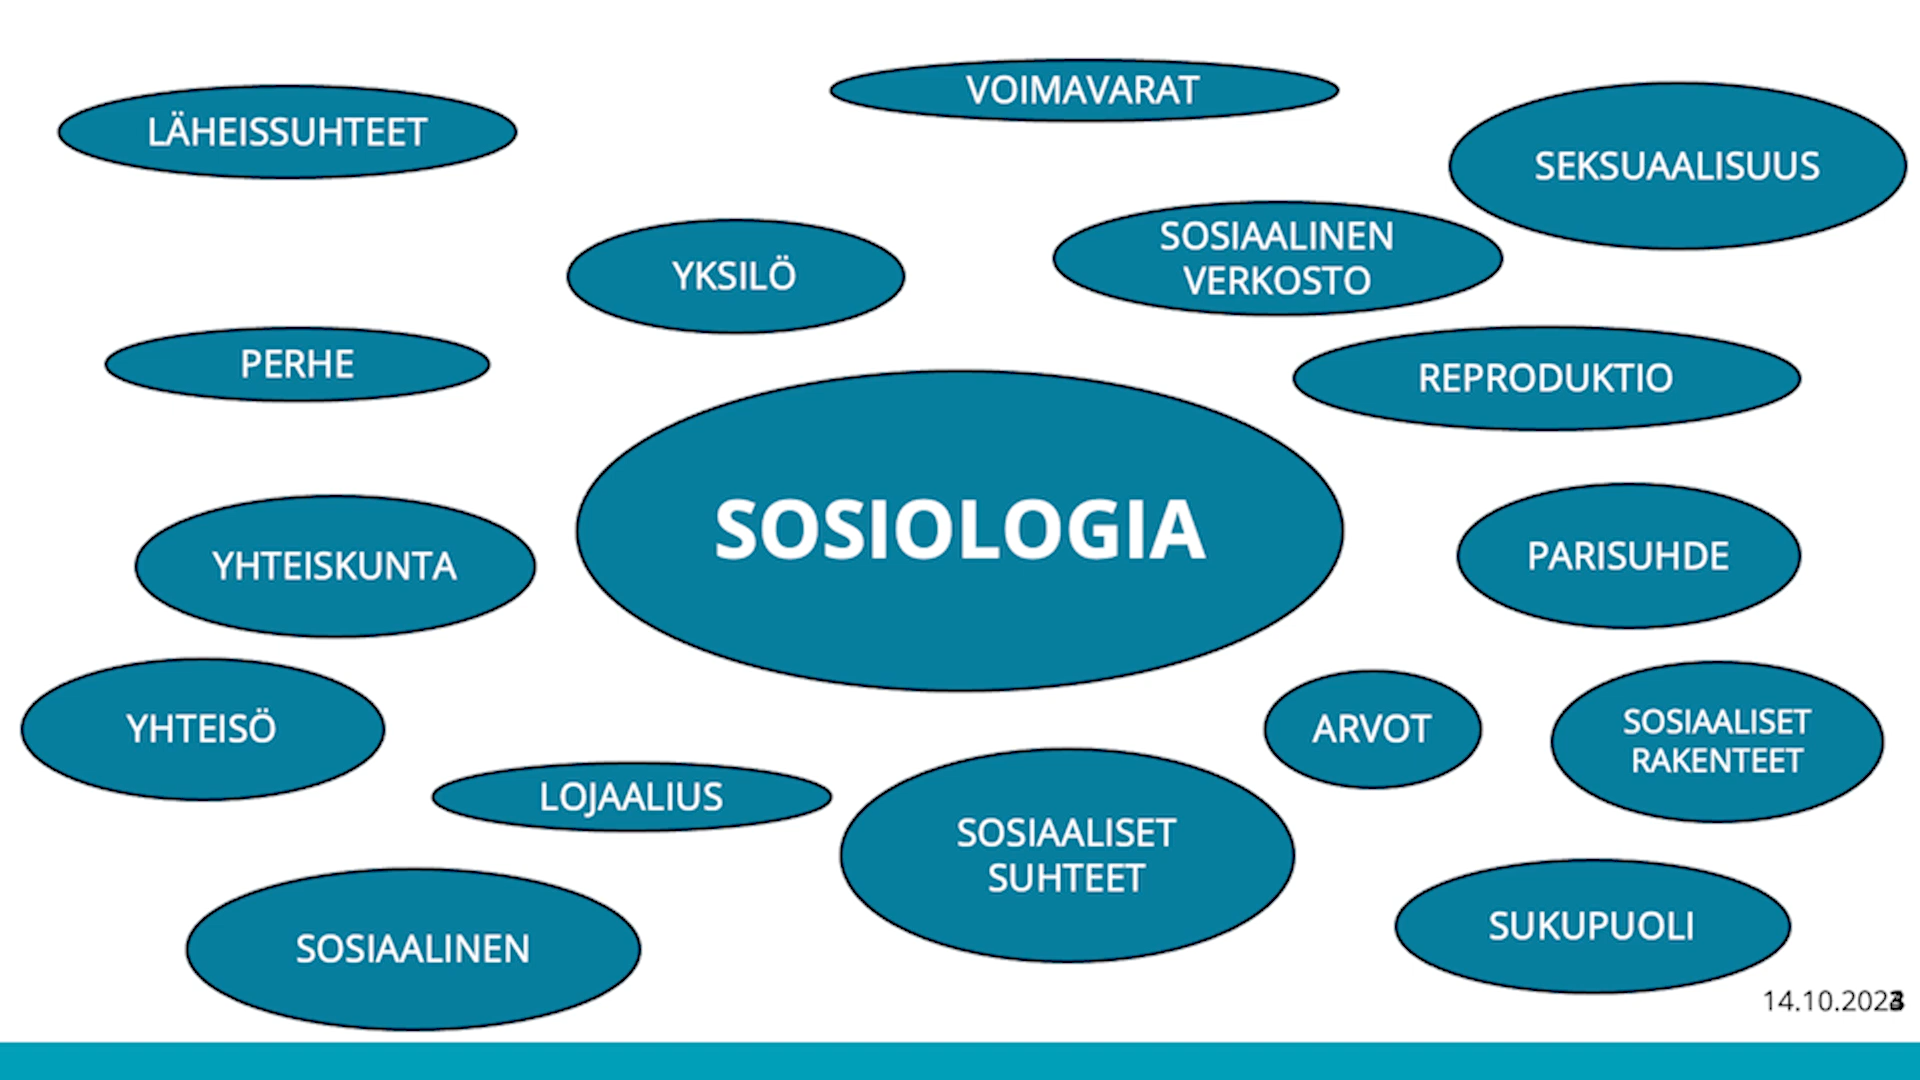 VOIMAVARAT
LÄHEISSUHTEET
SEKSUAALISUUS
SOSIAALINEN
VERKOSTO
YKSILÖ
PERHE
REPRODUKTIO
SOSIOLOGIA
YHTEISKUNTA
PARISUHDE
YHTEISÖ
ARVOT
SOSIAALISET
RAKENTEET
LOJAALIUS
SOSIAALISET
SUHTEET
SUKUPUOLI
SOSIAALINEN